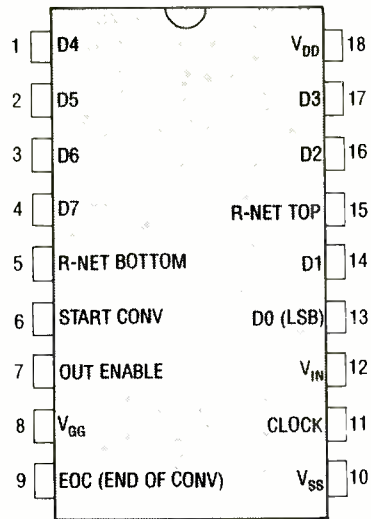 1 D4 V_DD 18
2 D5 D3 17
3 D6 D2 16
4 D7 R-NET TOP 15
5 R-NET BOTTOM D1 14
6 START CONV D0 (LSB) 13
7 OUT ENABLE V_IN 12
8 V_GG CLOCK 11
9 EOC (END OF CONV) V_SS 10